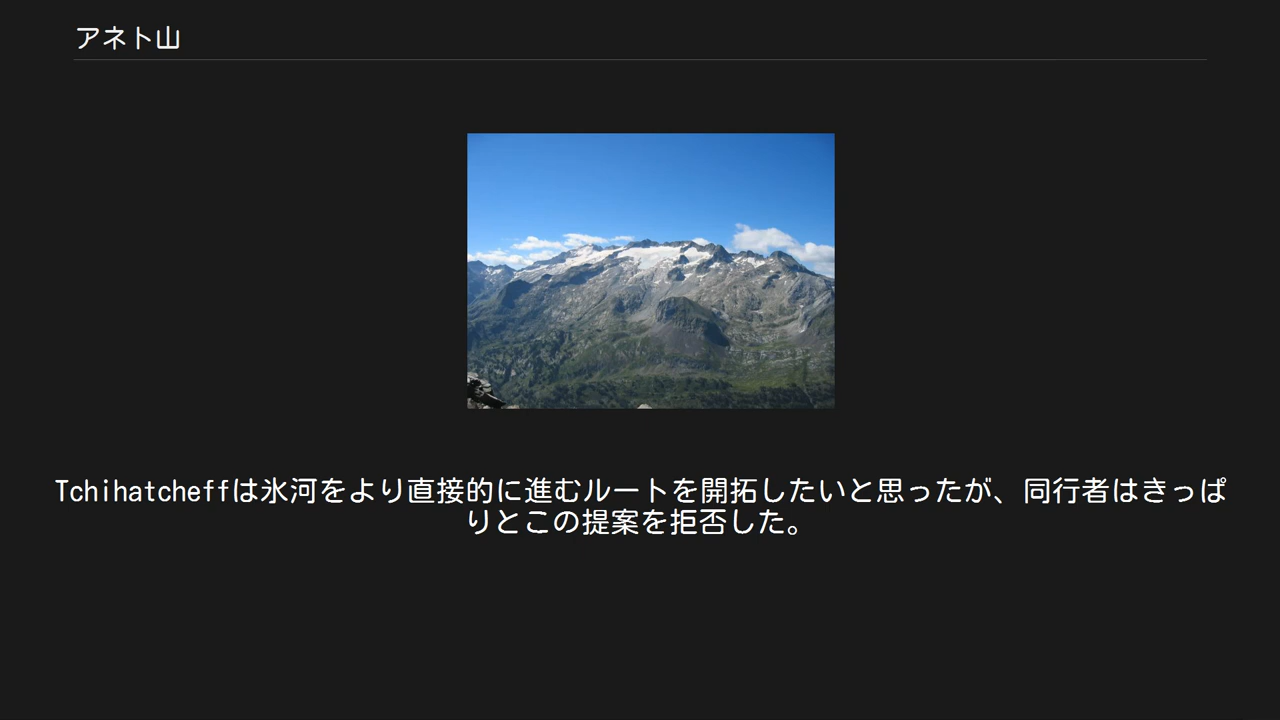 アネト山
Tchihatcheffは氷河をより直接的に進むルートを開拓したいと思ったが、同行者はきっぱ
りとこの提案を拒否した。